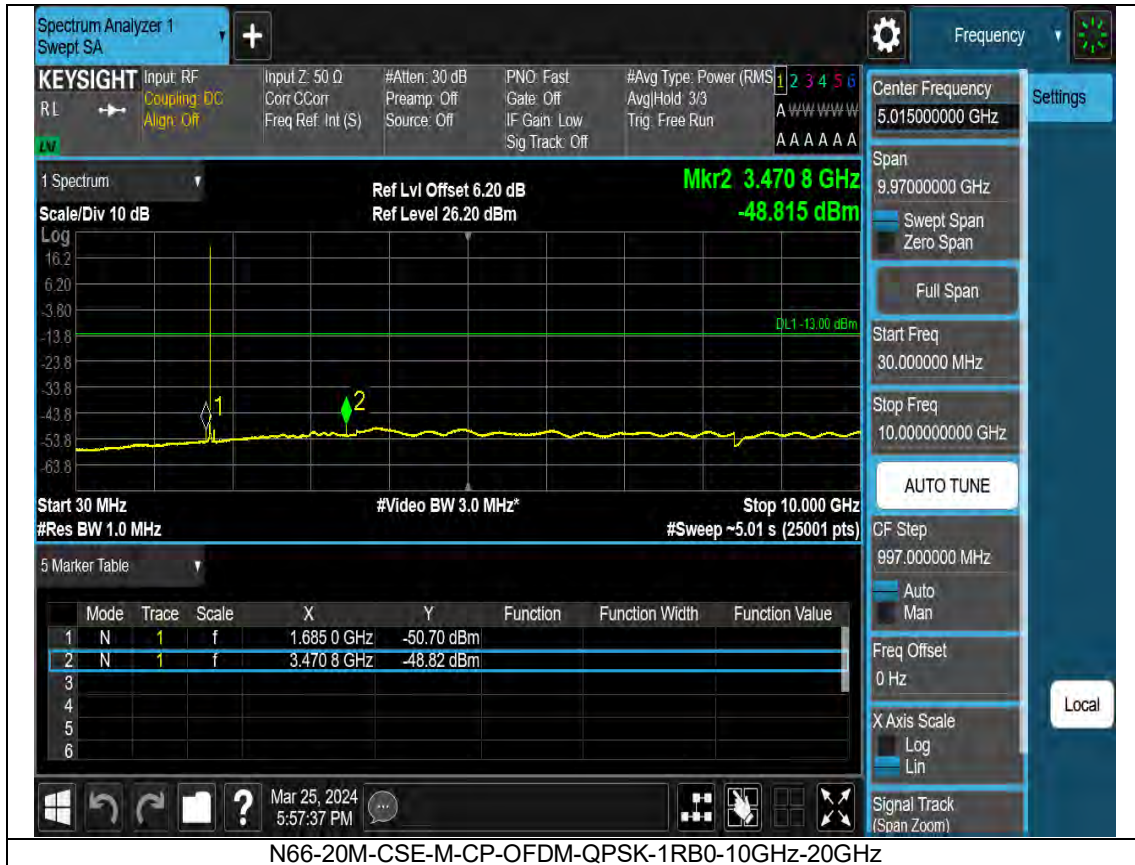 Spectrum Analyzer 1
Swept SA
Frequency
KEYSIGHT
RL
LXI
Input: RF
Coupling: DC
Align: Off
Input Z: 50 Ω
Corr CCorr
Freq Ref: Int (S)
#Atten: 30 dB
Preamp: Off
Source: Off
PNO: Fast
Gate: Off
IF Gain: Low
Sig Track: Off
#Avg Type: Power (RMS
Avg|Hold: 3/3
Trig: Free Run
1 2 3 4 5 6
A W W W W W
A A A A A A
Settings
1 Spectrum
Scale/Div 10 dB
Ref Lvl Offset 6.20 dB
Ref Level 26.20 dBm
Mkr2 3.470 8 GHz
-48.815 dBm
Log
16.2
6.20
-3.80
-13.8
-23.8
-33.8
-43.8
-53.8
-63.8
DL1 -13.00 dBm
1
2
Start 30 MHz
#Res BW 1.0 MHz
#Video BW 3.0 MHz*
Stop 10.000 GHz
#Sweep ~5.01 s (25001 pts)
5 Marker Table
Mode Trace Scale X Y Function Function Width Function Value
1 N 1 f 1.685 0 GHz -50.70 dBm
2 N 1 f 3.470 8 GHz -48.82 dBm
3
4
5
6
Center Frequency
5.015000000 GHz
Span
9.97000000 GHz
Swept Span
Zero Span
Full Span
Start Freq
30.000000 MHz
Stop Freq
10.000000000 GHz
AUTO TUNE
CF Step
997.000000 MHz
Auto
Man
Freq Offset
0 Hz
X Axis Scale
Log
Lin
Signal Track
(Span Zoom)
Local
?
Mar 25, 2024
5:57:37 PM
N66-20M-CSE-M-CP-OFDM-QPSK-1RB0-10GHz-20GHz